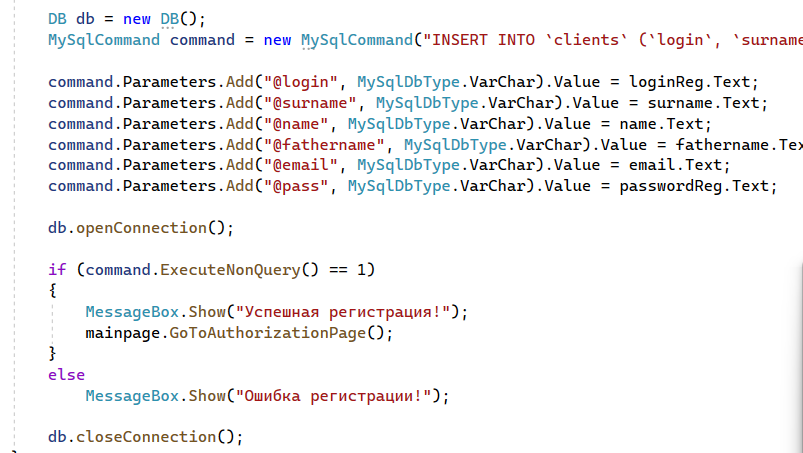 DB db = new DB();
MySqlCommand command = new MySqlCommand("INSERT INTO `clients` (`login`, `surname
command.Parameters.Add("@login", MySqlDbType.VarChar).Value = loginReg.Text;
command.Parameters.Add("@surname", MySqlDbType.VarChar).Value = surname.Text;
command.Parameters.Add("@name", MySqlDbType.VarChar).Value = name.Text;
command.Parameters.Add("@fathername", MySqlDbType.VarChar).Value = fathername.Tex
command.Parameters.Add("@email", MySqlDbType.VarChar).Value = email.Text;
command.Parameters.Add("@pass", MySqlDbType.VarChar).Value = passwordReg.Text;
db.openConnection();
if (command.ExecuteNonQuery() == 1)
{
MessageBox.Show("Успешная регистрация!");
mainpage.GoToAuthorizationPage();
}
else
MessageBox.Show("Ошибка регистрации!");
db.closeConnection();